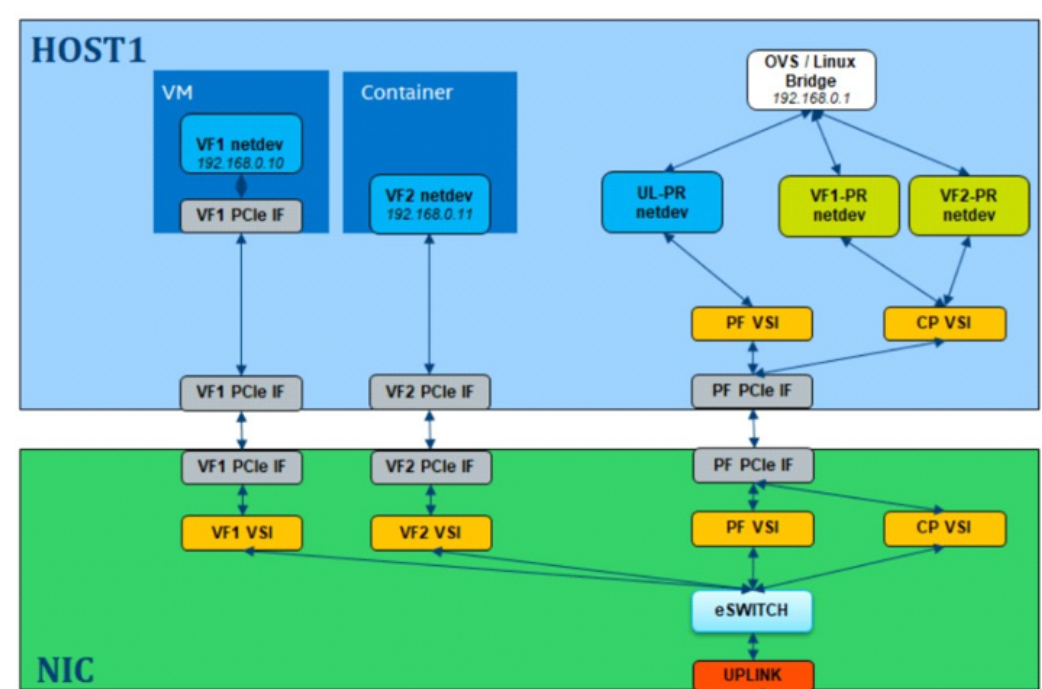 HOST1
VM
Container
OVS / Linux
Bridge
192.168.0.1
VF1 netdev
192.168.0.10
VF2 netdev
192.168.0.11
UL-PR
netdev
VF1-PR
netdev
VF2-PR
netdev
VF1 PCIe IF
PF VSI
CP VSI
VF1 PCIe IF
VF2 PCIe IF
PF PCIe IF
VF1 PCIe IF
VF2 PCIe IF
PF PCIe IF
VF1 VSI
VF2 VSI
PF VSI
CP VSI
eSWITCH
NIC
UPLINK